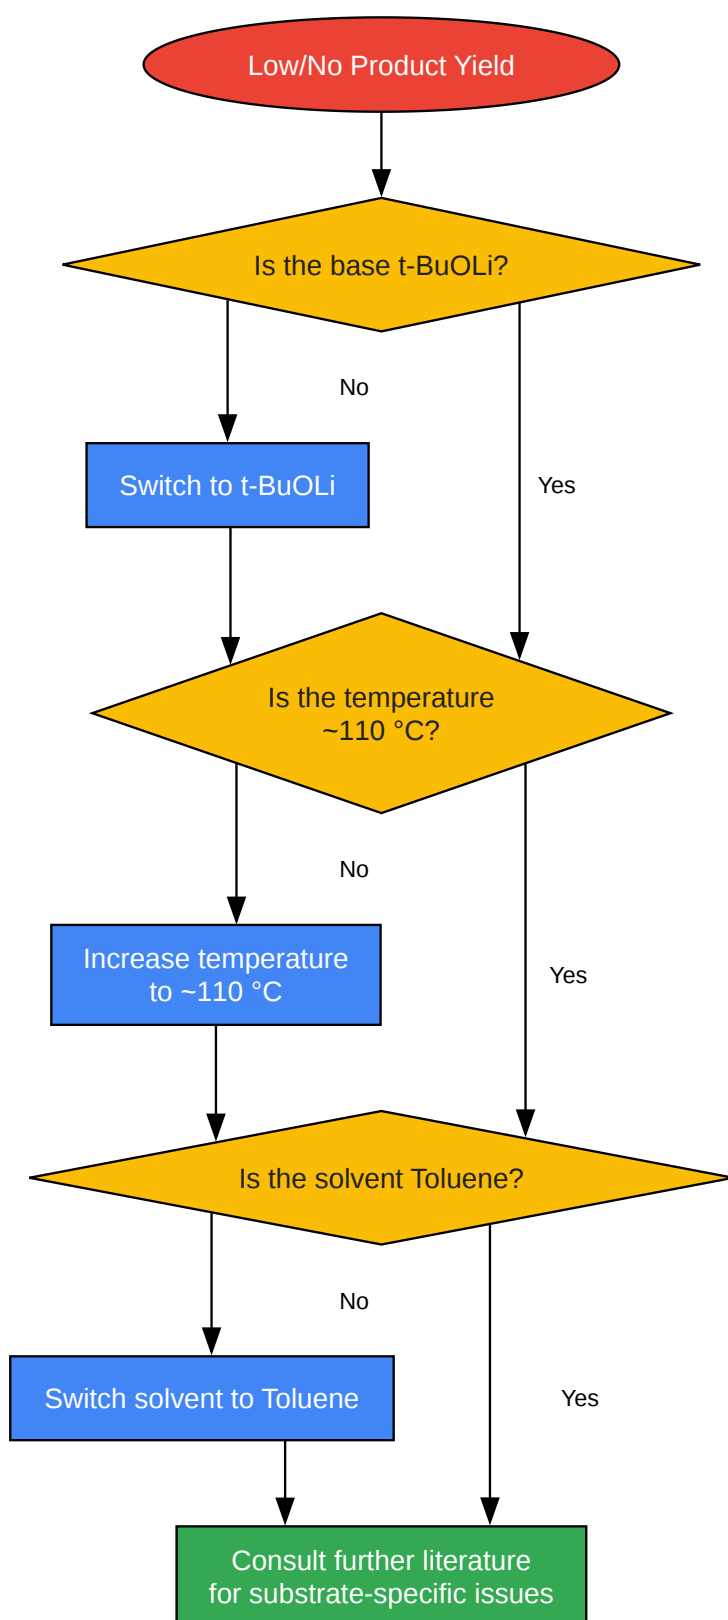 Low/No Product Yield
Is the base t-BuOLi?
No
Switch to t-BuOLi
Yes
Is the temperature
~110 °C?
No
Increase temperature
to ~110 °C
Yes
Is the solvent Toluene?
No
Switch solvent to Toluene
Yes
Consult further literature
for substrate-specific issues